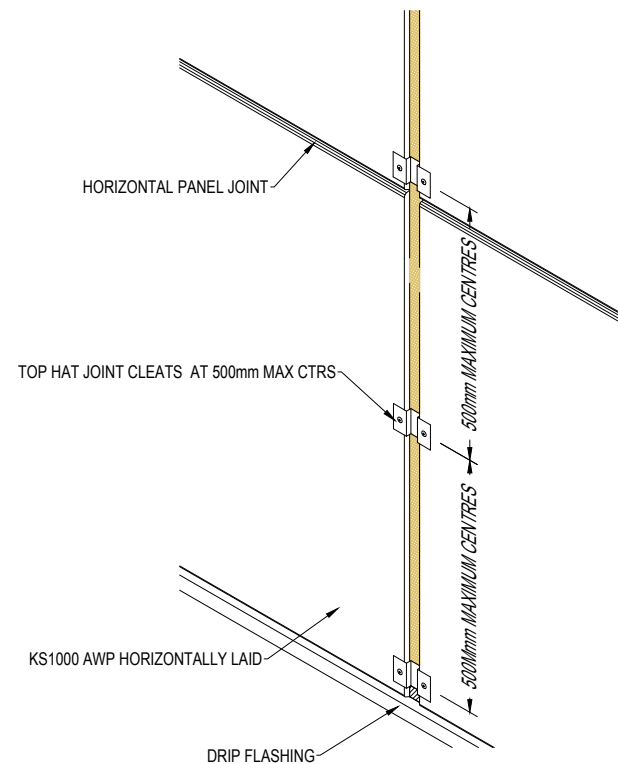 HORIZONTAL PANEL JOINT
500mm MAXIMUM CENTRES
TOP HAT JOINT CLEATS AT 500mm MAX CTRS
500Mmm MAXIMUM CENTRES
KS1000 AWP HORIZONTALLY LAID
DRIP FLASHING